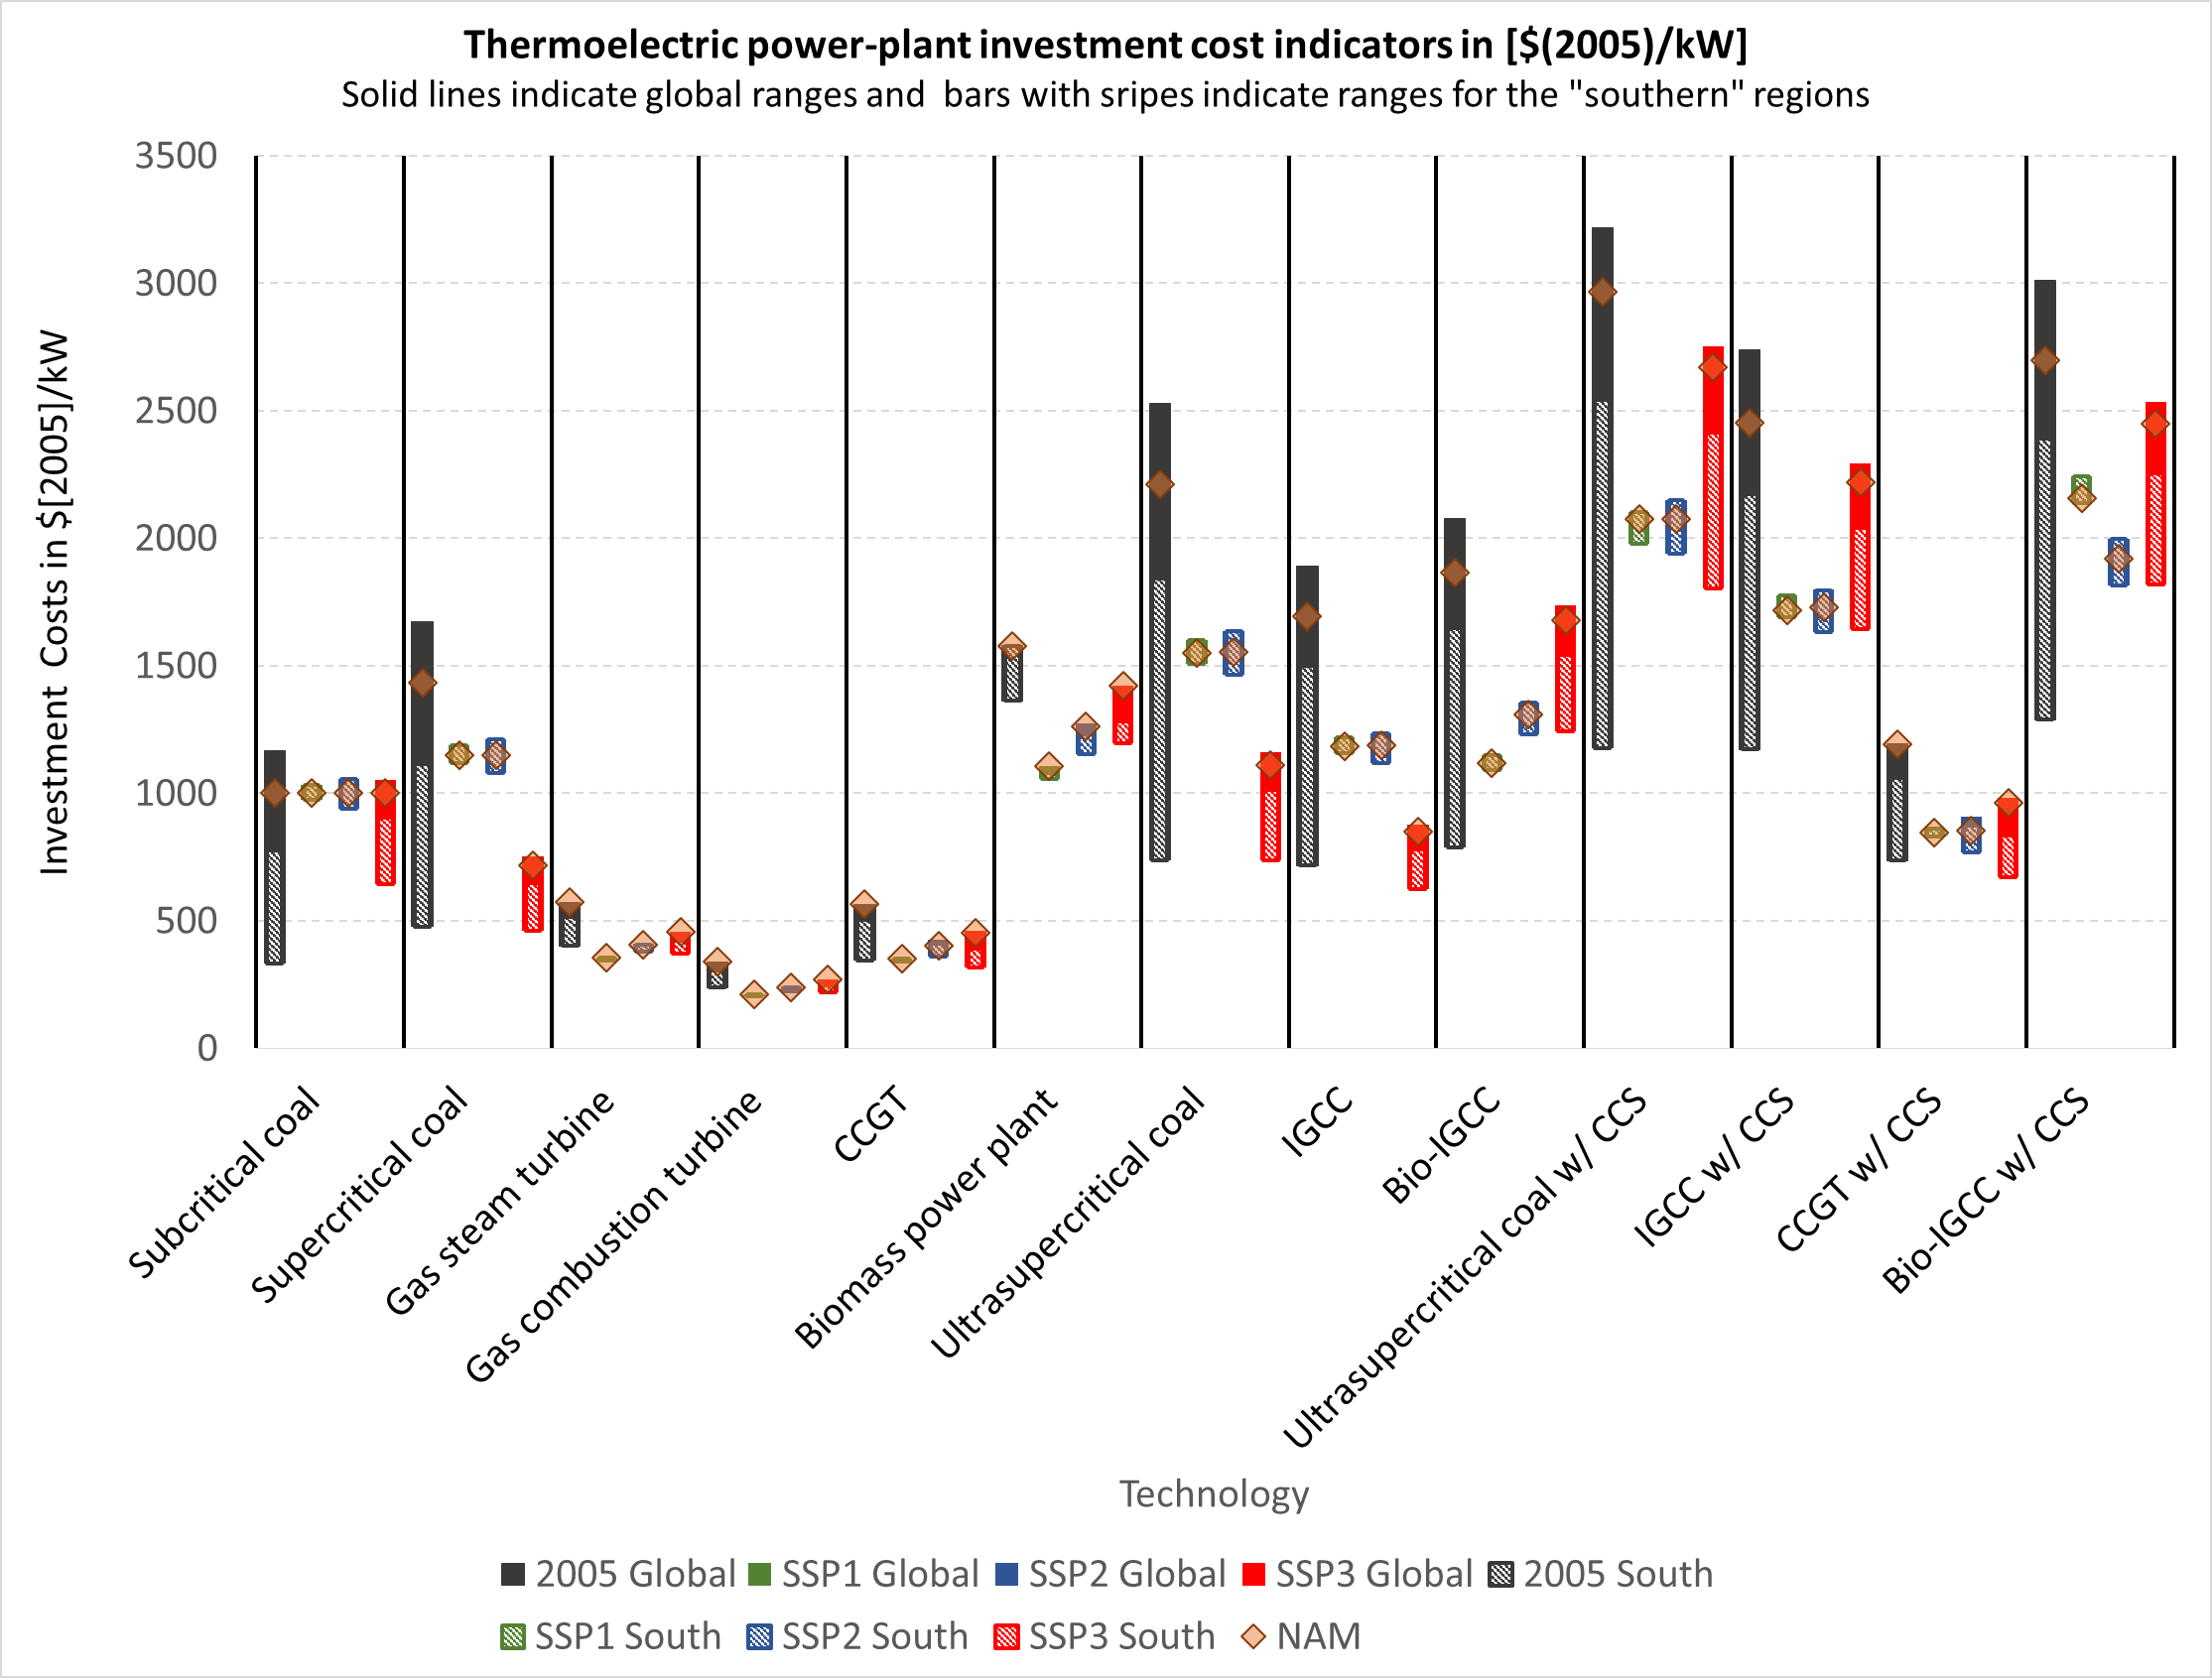 Thermoelectric power-plant investment cost indicators in [$(2005)/kW]
Solid lines indicate global ranges and  bars with sripes indicate ranges for the "southern" regions
Investment  Costs in $[2005]/kW
3500
3000
2500
2000
1500
1000
500
0
Subcritical coal
Supercritical coal
Gas steam turbine
Gas combustion turbine
CCGT
Biomass power plant
Ultrasupercritical coal
IGCC
Bio-IGCC
Ultrasupercritical coal w/ CCS
IGCC w/ CCS
CCGT w/ CCS
Bio-IGCC w/ CCS
Technology
2005 Global SSP1 Global SSP2 Global SSP3 Global 2005 South
SSP1 South SSP2 South SSP3 South NAM